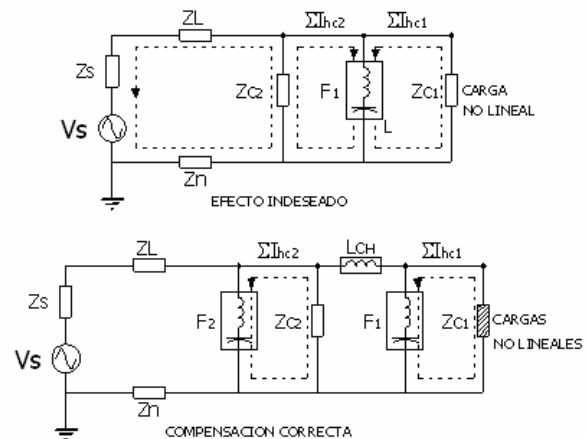 ZL
ΣIhc2
ΣIhc1
Zs
Zc2
F1
Zc1
CARGA
NO LINEAL
Vs
L
Zn
EFECTO INDESEADO
ZL
ΣIhc2
LCH
ΣIhc1
Zs
F2
Zc2
F1
Zc1
CARGAS
NO LINEALES
Vs
Zn
COMPENSACION CORRECTA